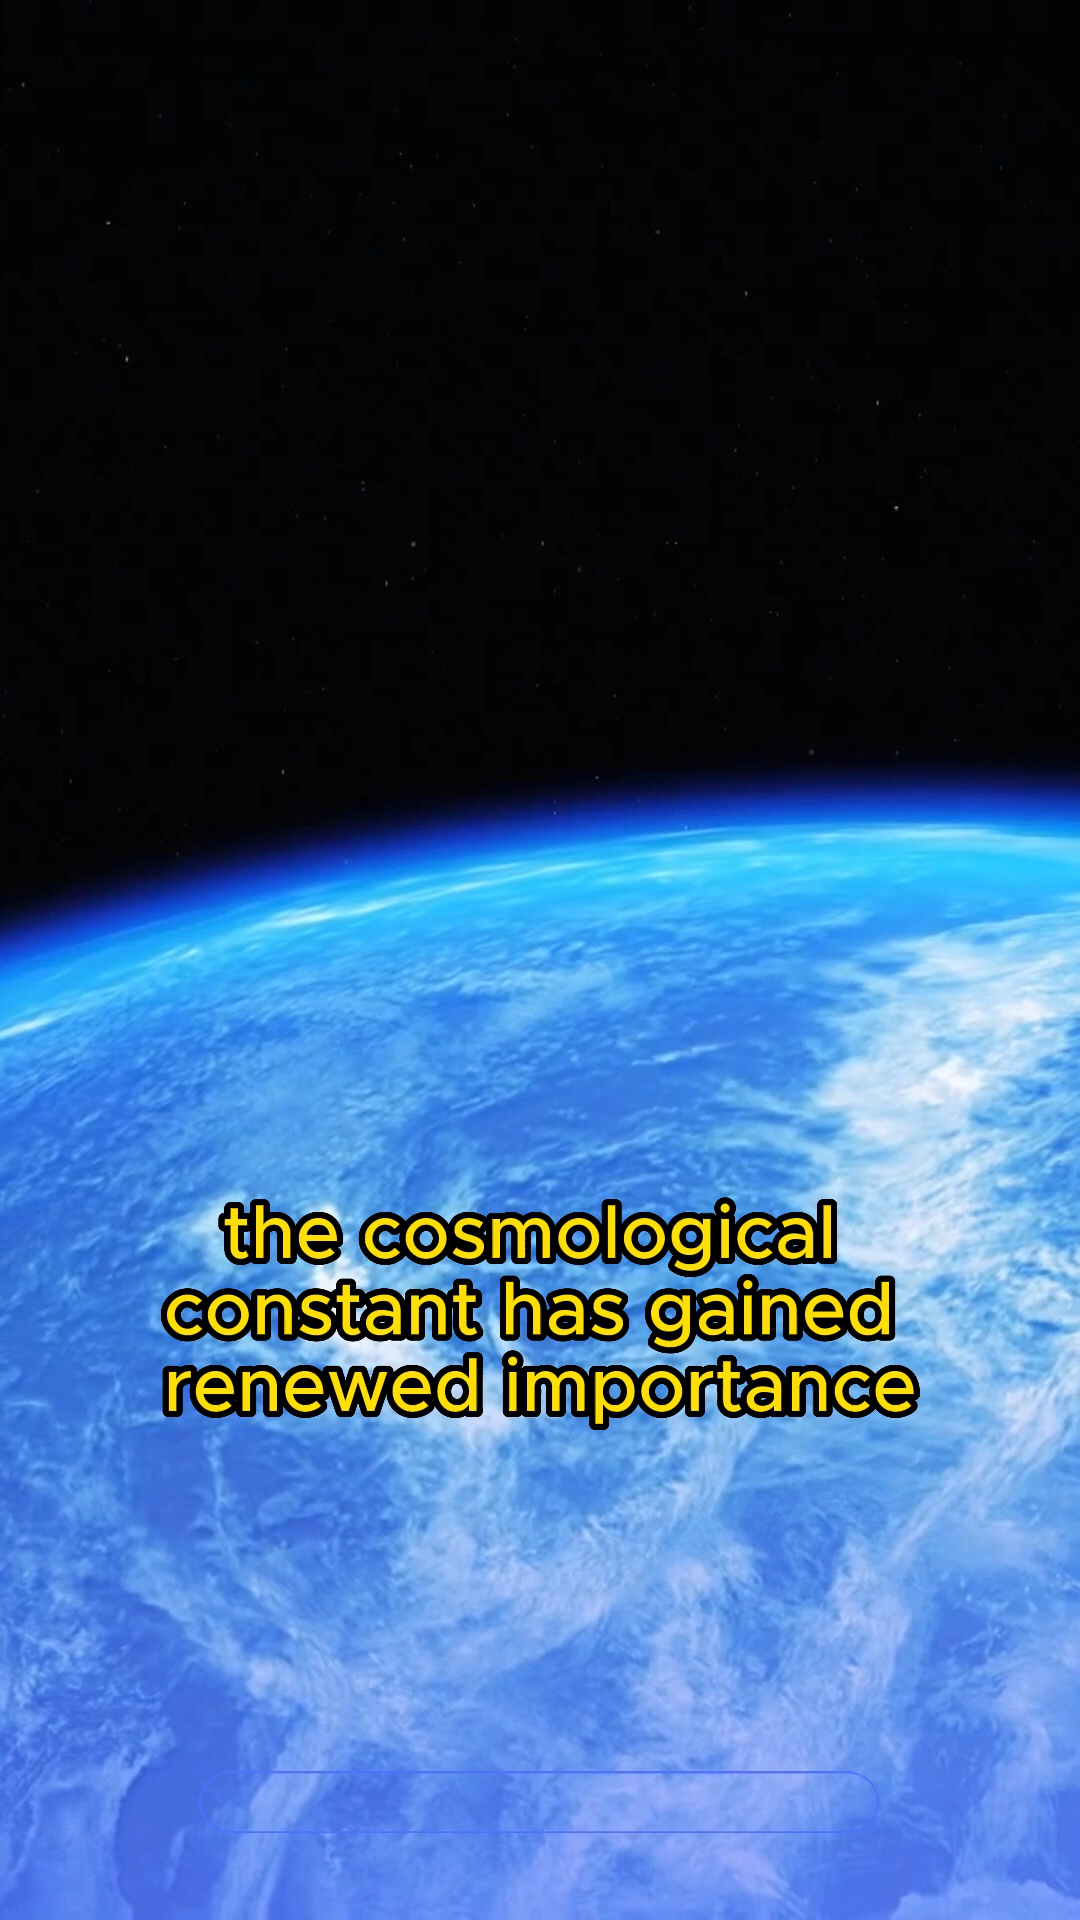 the cosmological
constant has gained
renewed importance